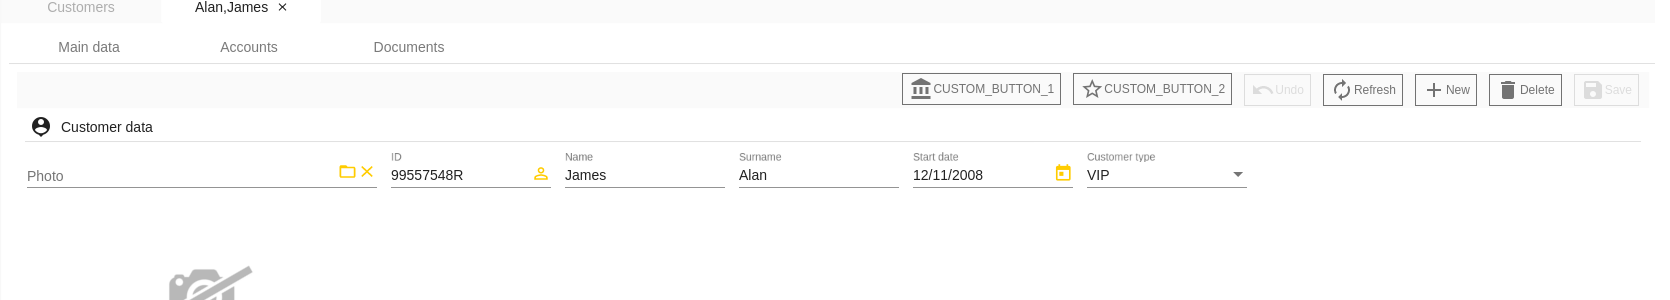 Customers Alan,James ×
Main data Accounts Documents
CUSTOM_BUTTON_1 CUSTOM_BUTTON_2 Undo Refresh New Delete Save
Customer data
ID Name Surname Start date Customer type
Photo 99557548R James Alan 12/11/2008 VIP